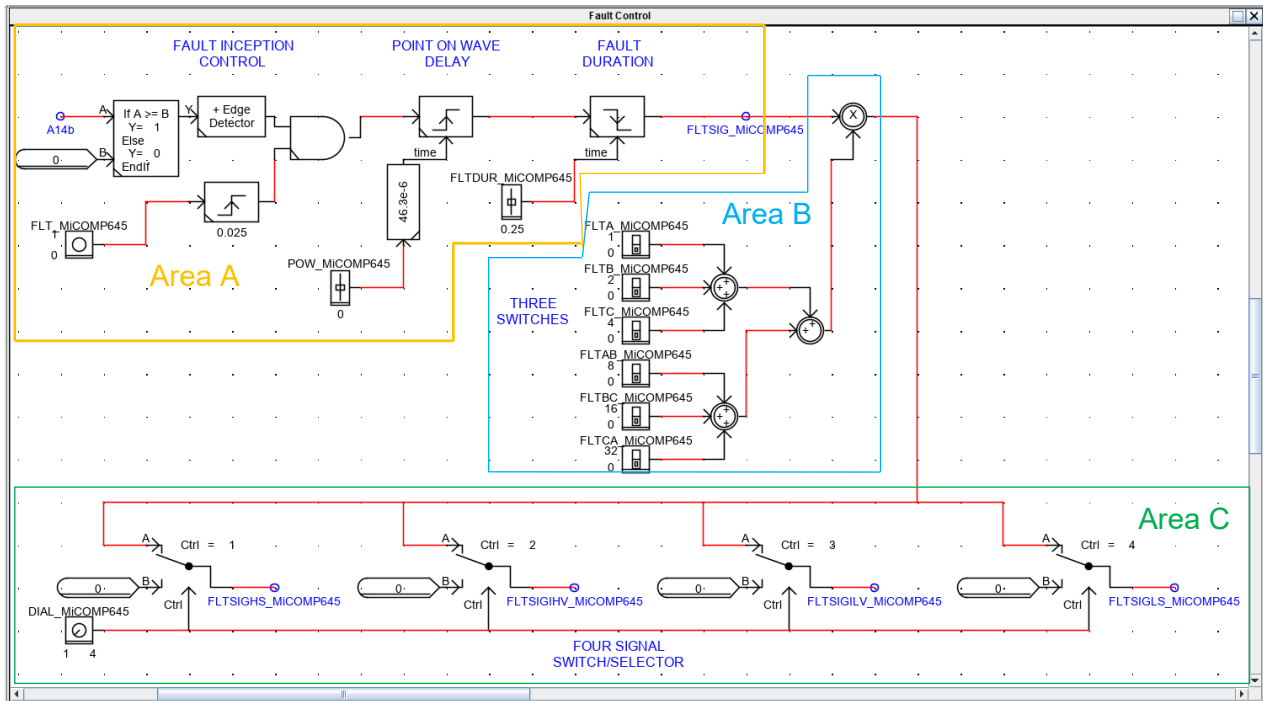 Fault Control
FAULT INCEPTION
CONTROL
POINT ON WAVE
DELAY
FAULT
DURATION
A14b
A
B
0
If A >= B
Y= 1
Else
Y= 0
EndIf
Y
+ Edge
Detector
FLT_MiCOMP645
1
0
0.025
time
46.3e-6
POW_MiCOMP645
0
FLTDUR_MiCOMP645
0.25
time
FLTSIG_MiCOMP645
X
Area A
Area B
THREE
SWITCHES
FLTA_MiCOMP645
1
0
FLTB_MiCOMP645
2
0
FLTC_MiCOMP645
4
0
FLTAB_MiCOMP645
8
0
FLTBC_MiCOMP645
16
0
FLTCA_MiCOMP645
32
0
+
+
+
+
+
+
+
+
Area C
A
Ctrl = 1
0
B
Ctrl
FLTSIGHS_MiCOMP645
A
Ctrl = 2
0
B
Ctrl
FLTSIGIHV_MiCOMP645
A
Ctrl = 3
0
B
Ctrl
FLTSIGILV_MiCOMP645
A
Ctrl = 4
0
B
Ctrl
FLTSIGLS_MiCOMP645
DIAL_MiCOMP645
1 4
FOUR SIGNAL
SWITCH/SELECTOR